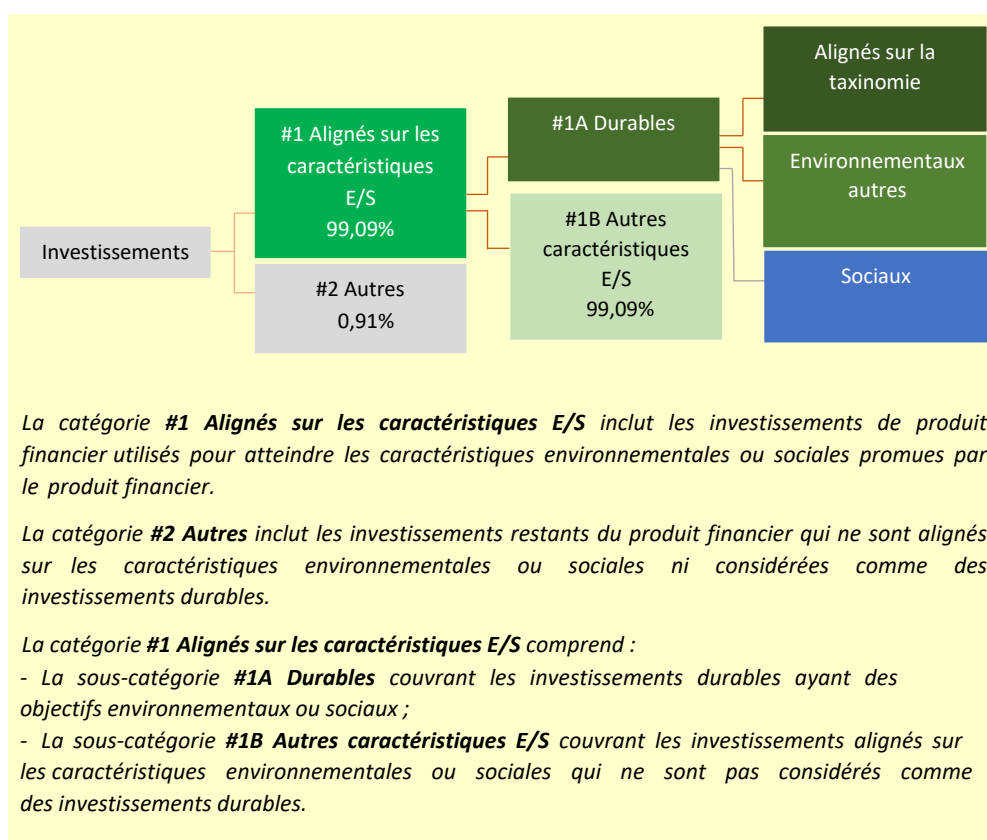 Investissements
#1 Alignés sur les
caractéristiques
E/S
99,09%
#2 Autres
0,91%
#1A Durables
#1B Autres
caractéristiques
E/S
99,09%
Alignés sur la
taxinomie
Environnementaux
autres
Sociaux
La catégorie #1 Alignés sur les caractéristiques E/S inclut les investissements de produit
financier utilisés pour atteindre les caractéristiques environnementales ou sociales promues par
le produit financier.
La catégorie #2 Autres inclut les investissements restants du produit financier qui ne sont alignés
sur les caractéristiques environnementales ou sociales ni considérées comme des
investissements durables.
La catégorie #1 Alignés sur les caractéristiques E/S comprend :
- La sous-catégorie #1A Durables couvrant les investissements durables ayant des
objectifs environnementaux ou sociaux ;
- La sous-catégorie #1B Autres caractéristiques E/S couvrant les investissements alignés sur
les caractéristiques environnementales ou sociales qui ne sont pas considérés comme
des investissements durables.